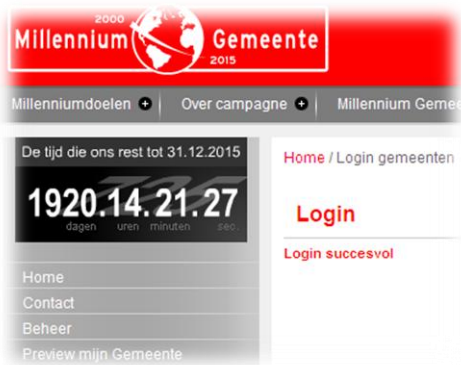 2000
Millennium Gemeente
2015
Millenniumdoelen Over campagne Millennium Geme
De tijd die ons rest tot 31.12.2015
1920.14.21.27
dagen uren minuten sec.
Home
Contact
Beheer
Preview mijn Gemeente
Home / Login gemeenten
Login
Login succesvol